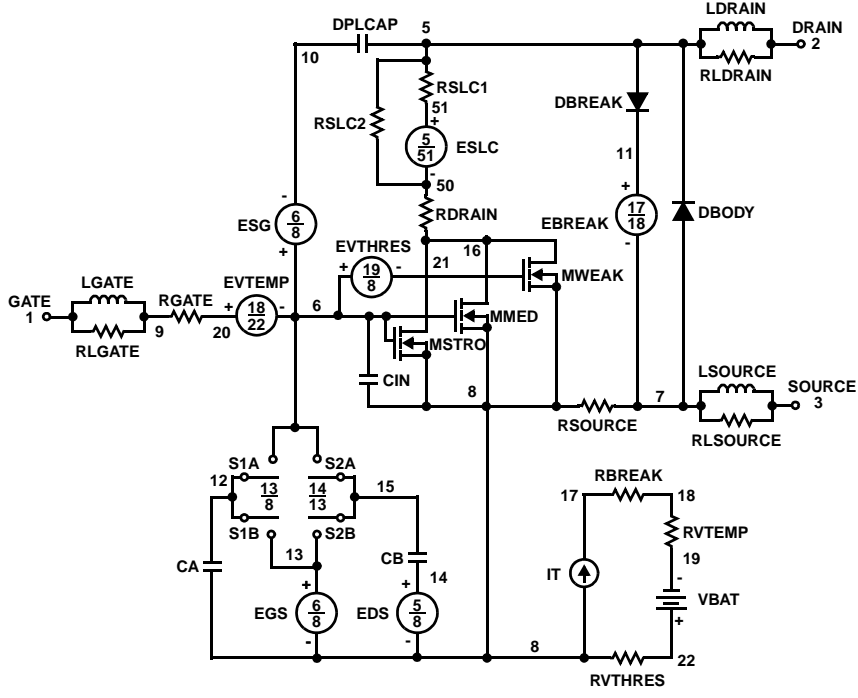 LDRAIN
DPLCAP 5 DRAIN
10 2
RSLC1 RLDRAIN
51 DBREAK
+
RSLC2
5
51
ESLC
11
-
50
-
RDRAIN
+
17
18
EBREAK
DBODY
ESG
6
8
+
EVTHRES
16
21
-
+
19
8
-
MWEAK
LGATE
EVTEMP
GATE
1
RGATE
+
18
22
-
6
MMED
9
20
RLGATE
MSTRO
CIN
8
7
LSOURCE
SOURCE
3
RSOURCE
RLSOURCE
S1A S2A
12
13
8
14
13
15
S1B S2B
13
RBREAK
17 18
RVTEMP
CA
CB
14
19
IT
-
VBAT
+
+ +
EGS
6
8
EDS
5
8
- -
8
22
RVTHRES